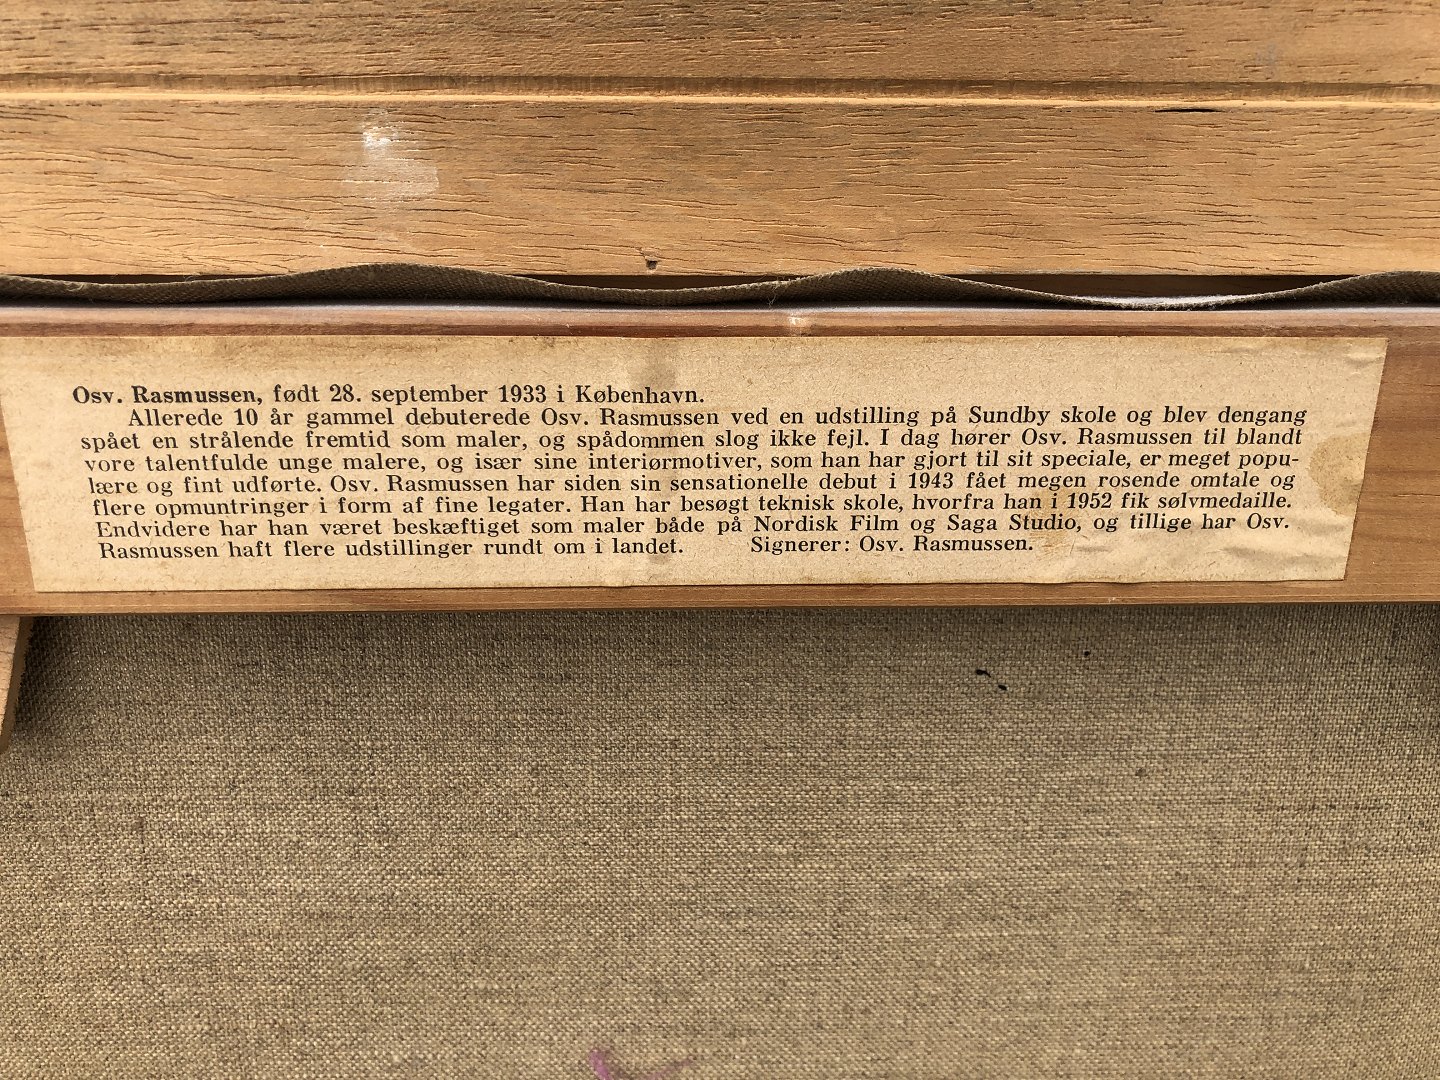 Osv. Rasmussen, født 28. september 1933 i København.
Allerede 10 år gammel debuterede Osv. Rasmussen ved en udstilling på Sundby skole og blev dengang
spået en strålende fremtid som maler, og spådommen slog ikke fejl. I dag hører Osv. Rasmussen til blandt
vore talentfulde unge malere, og især sine interiørmotiver, som han har gjort til sit speciale, er meget popu-
lære og fint udførte. Osv. Rasmussen har siden sin sensationelle debut i 1943 fået megen rosende omtale og
flere opmuntringer i form af fine legater. Han har besøgt teknisk skole, hvorfra han i 1952 fik sølvmedaille.
Endvidere har han været beskæftiget som maler både på Nordisk Film og Saga Studio, og tillige har Osv.
Rasmussen haft flere udstillinger rundt om i landet. Signerer: Osv. Rasmussen.